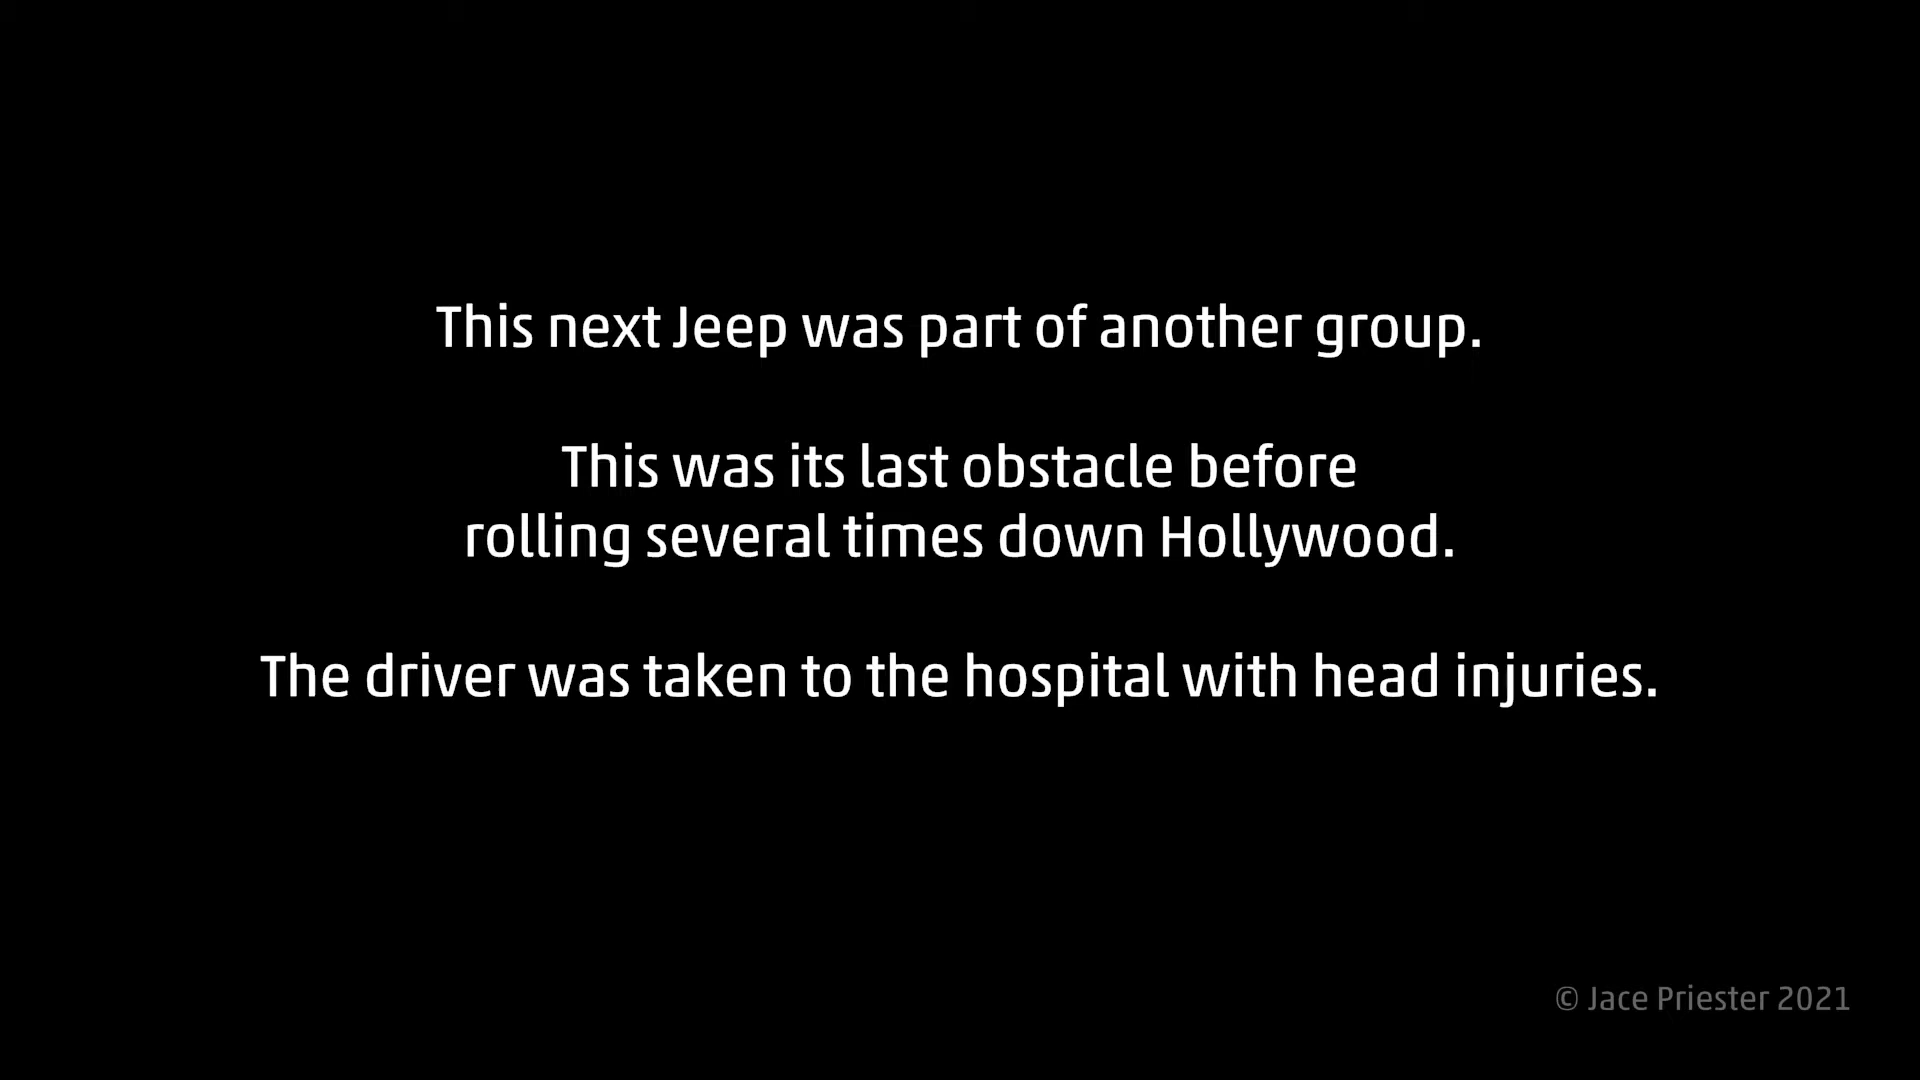 This next Jeep was part of another group.
This was its last obstacle before
rolling several times down Hollywood.
The driver was taken to the hospital with head injuries.
© Jace Priester 2021